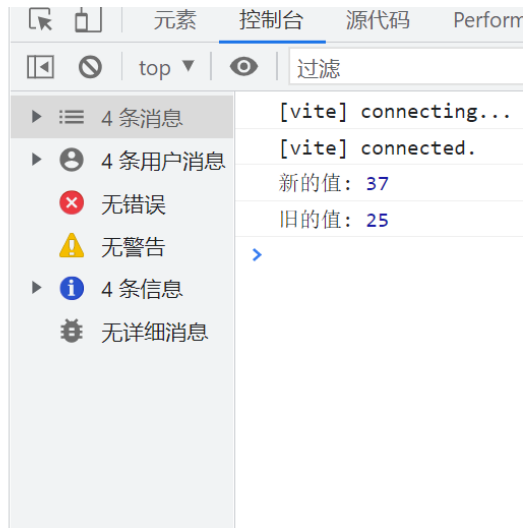 元素 控制台 源代码 Perform
top 过滤
4 条消息
4 条用户消息
无错误
无警告
4 条信息
无详细消息
[vite] connecting...
[vite] connected.
新的值: 37
旧的值: 25